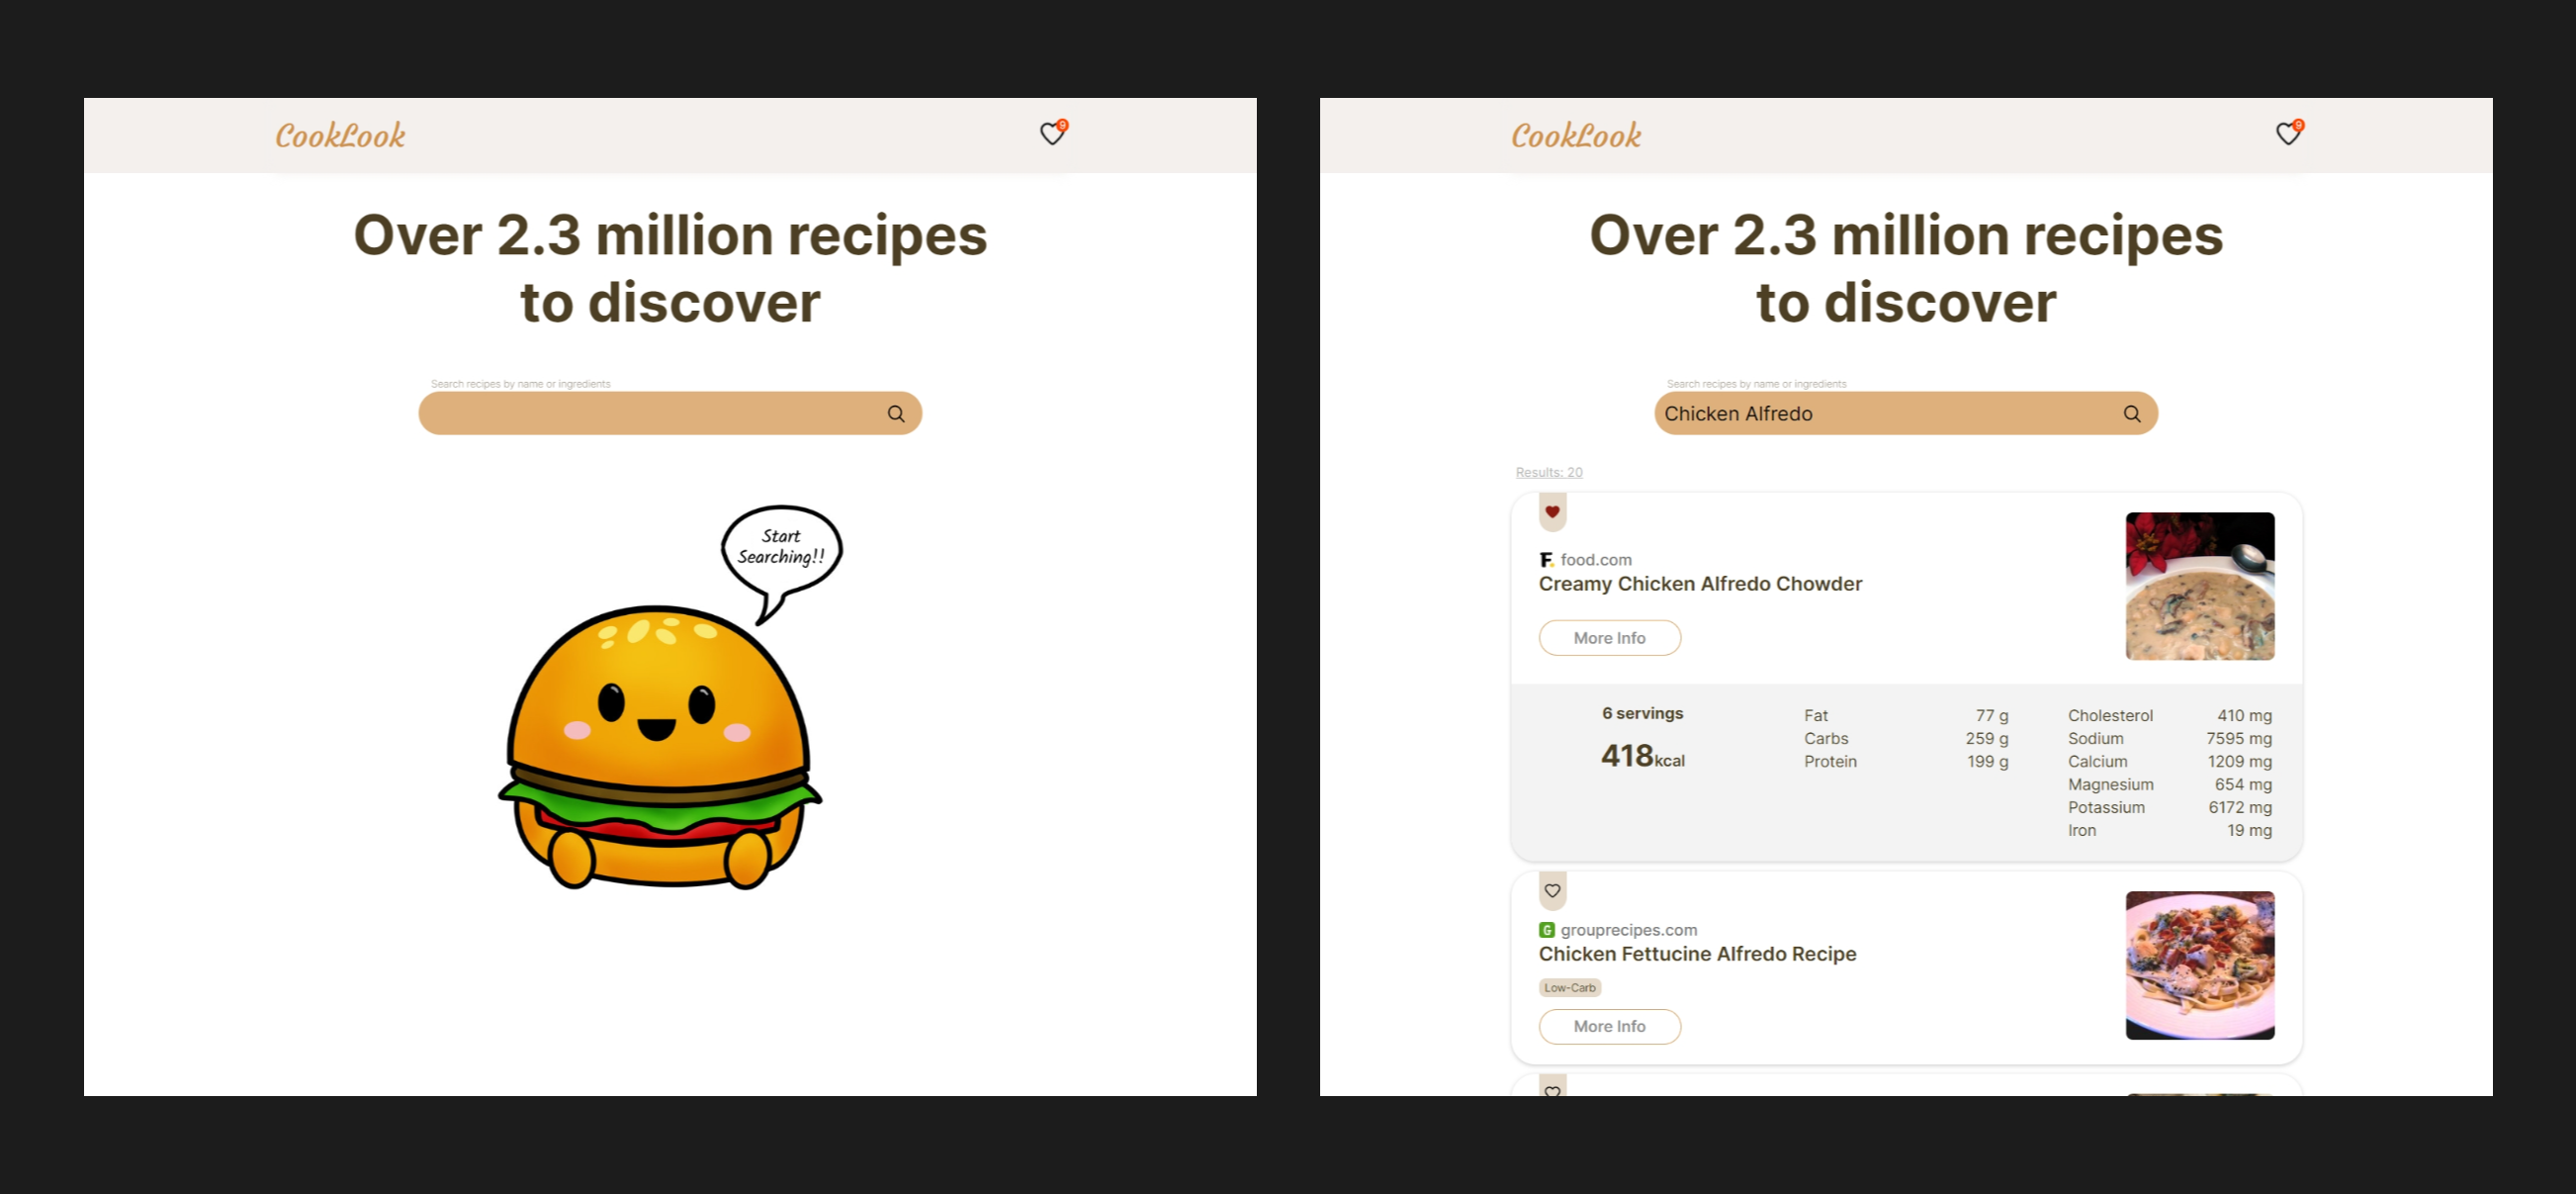 CookLook
9
Over 2.3 million recipes
to discover
Search recipes by name or ingredients
Start
Searching!!
CookLook
9
Over 2.3 million recipes
to discover
Search recipes by name or ingredients
Chicken Alfredo
Results: 20
F. food.com
Creamy Chicken Alfredo Chowder
More Info
6 servings
418kcal
Fat 77 g
Carbs 259 g
Protein 199 g
Cholesterol 410 mg
Sodium 7595 mg
Calcium 1209 mg
Magnesium 654 mg
Potassium 6172 mg
Iron 19 mg
G grouprecipes.com
Chicken Fettucine Alfredo Recipe
Low-Carb
More Info